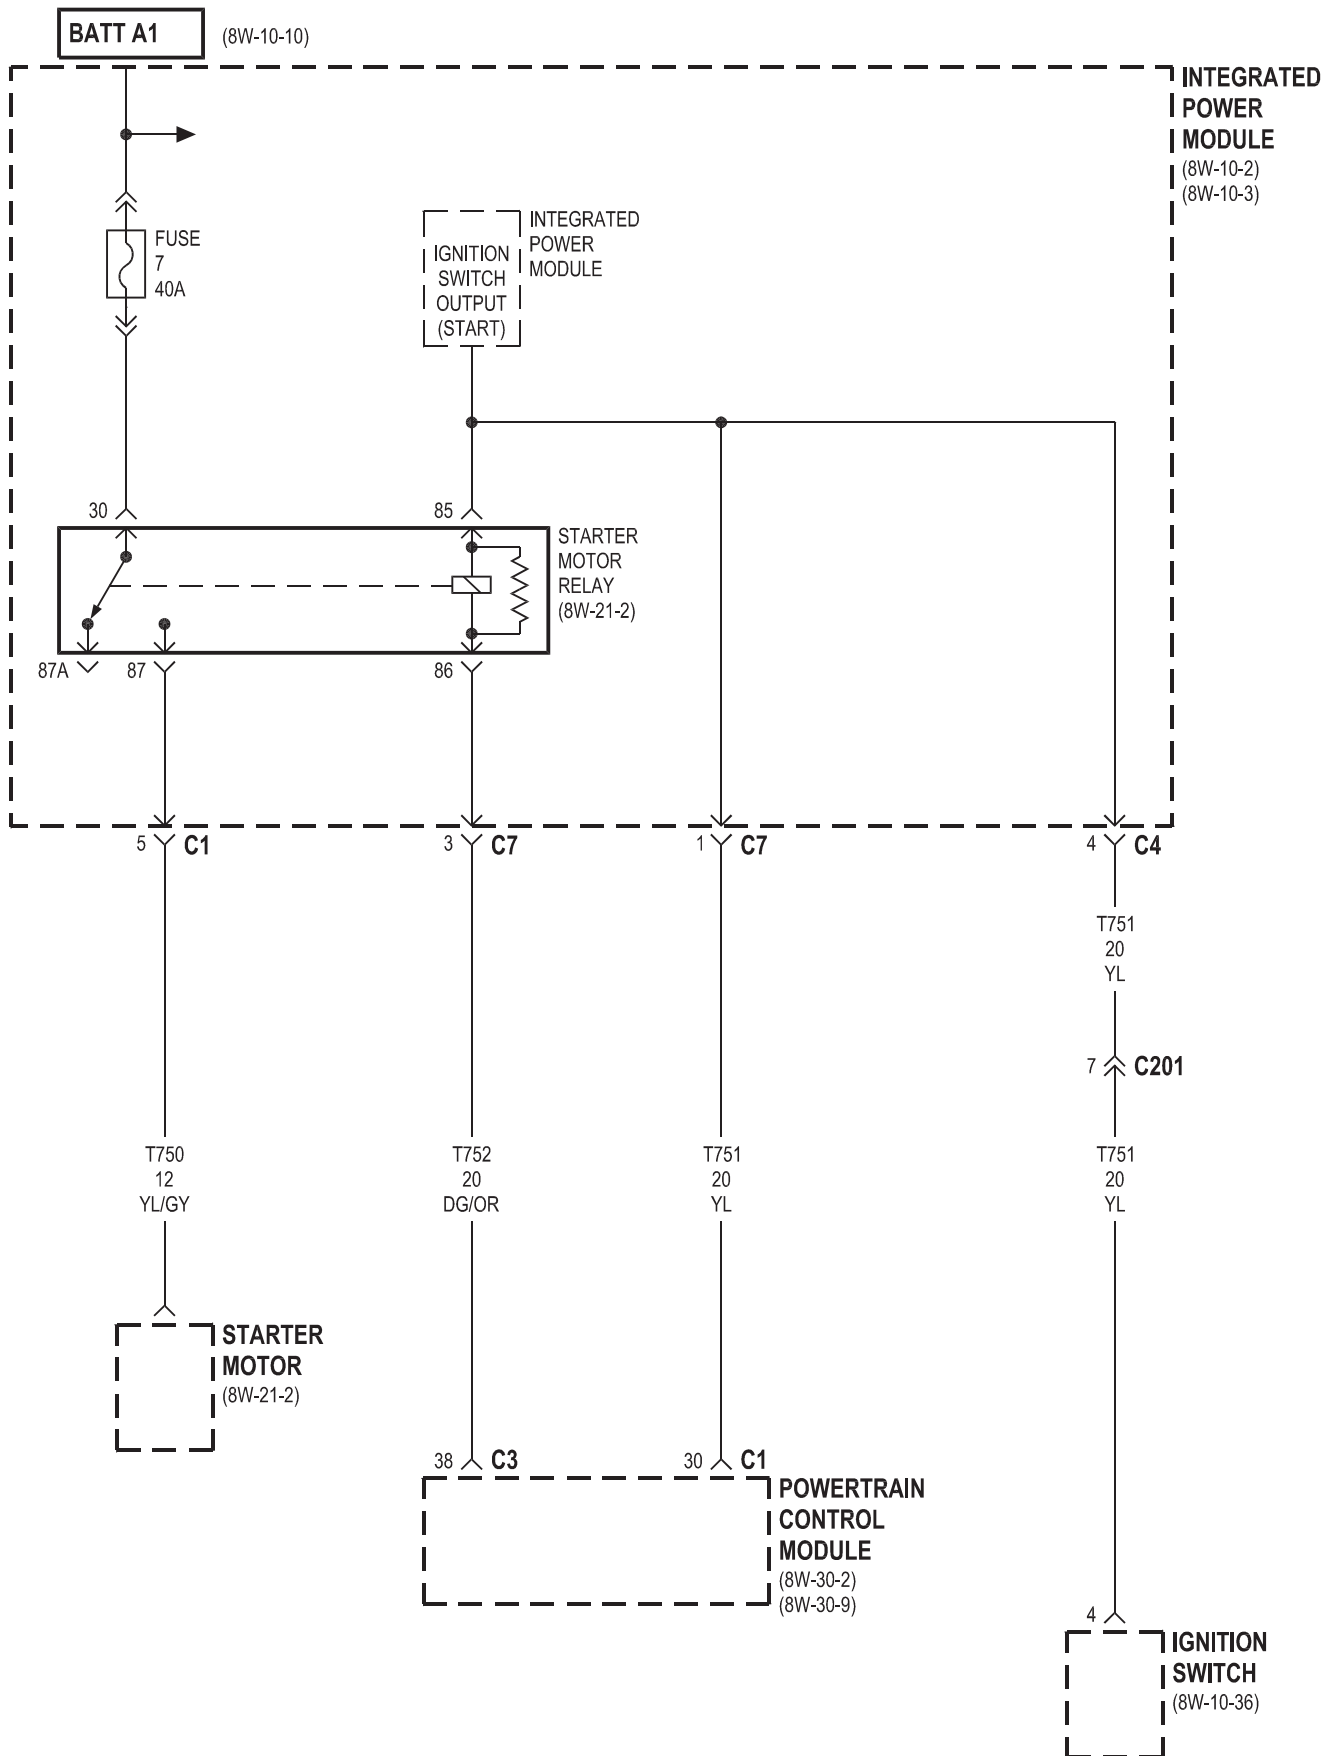 BATT A1 (8W-10-10)
INTEGRATED
POWER
MODULE
(8W-10-2)
(8W-10-3)
FUSE
7
40A
IGNITION
SWITCH
OUTPUT
(START)
INTEGRATED
POWER
MODULE
30
85
STARTER
MOTOR
RELAY
(8W-21-2)
87A
87
86
5 C1
3 C7
1 C7
4 C4
T751
20
YL
7 C201
T750
12
YL/GY
T752
20
DG/OR
T751
20
YL
T751
20
YL
STARTER
MOTOR
(8W-21-2)
38 C3
30 C1
POWERTRAIN
CONTROL
MODULE
(8W-30-2)
(8W-30-9)
4
IGNITION
SWITCH
(8W-10-36)